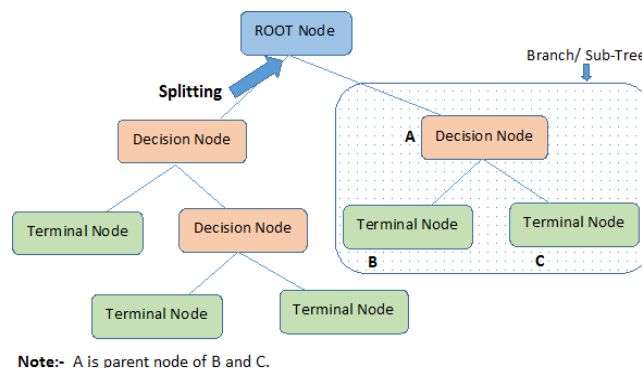 ROOT Node
Branch/ Sub-Tree
Splitting
Decision Node
A
Decision Node
Terminal Node
Decision Node
Terminal Node
Terminal Node
B
C
Terminal Node
Terminal Node
Note:- A is parent node of B and C.